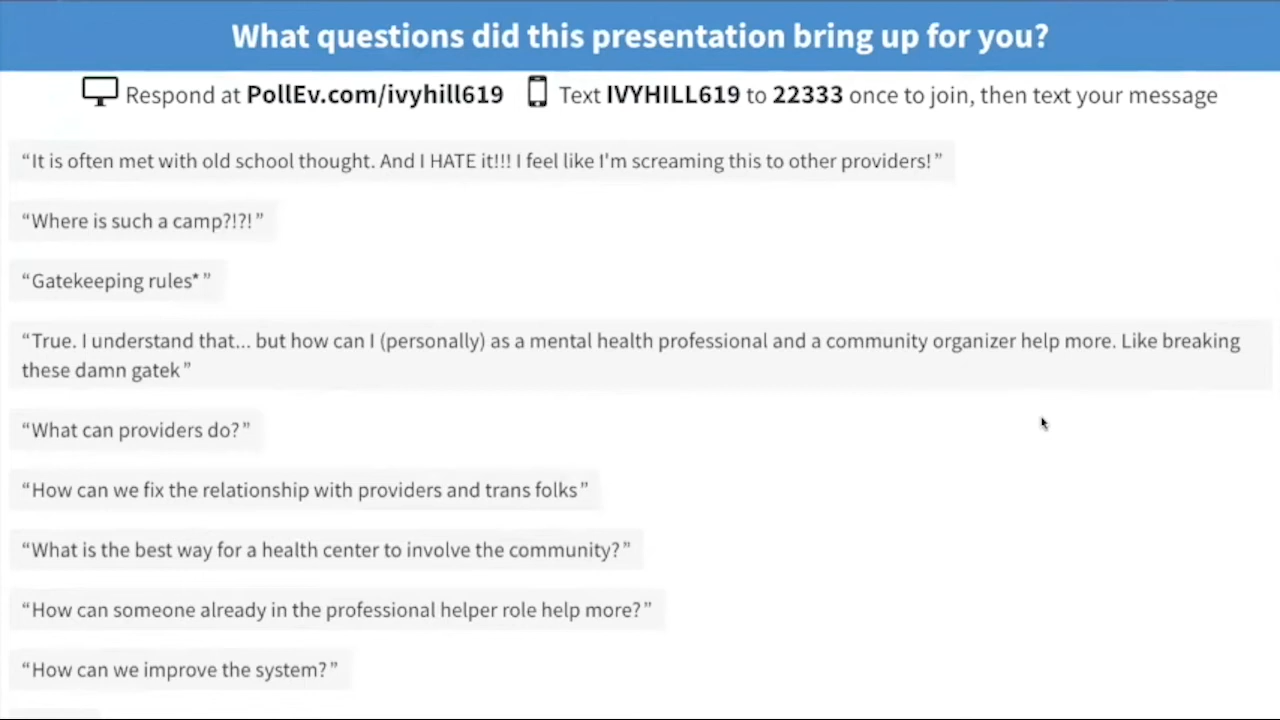 What questions did this presentation bring up for you?
Respond at PollEv.com/ivyhill619 Text IVYHILL619 to 22333 once to join, then text your message
“It is often met with old school thought. And I HATE it!!! I feel like I'm screaming this to other providers!”
“Where is such a camp?!?!”
“Gatekeeping rules*”
“True. I understand that... but how can I (personally) as a mental health professional and a community organizer help more. Like breaking
these damn gatek”
“What can providers do?”
“How can we fix the relationship with providers and trans folks”
“What is the best way for a health center to involve the community?”
“How can someone already in the professional helper role help more?”
“How can we improve the system?”